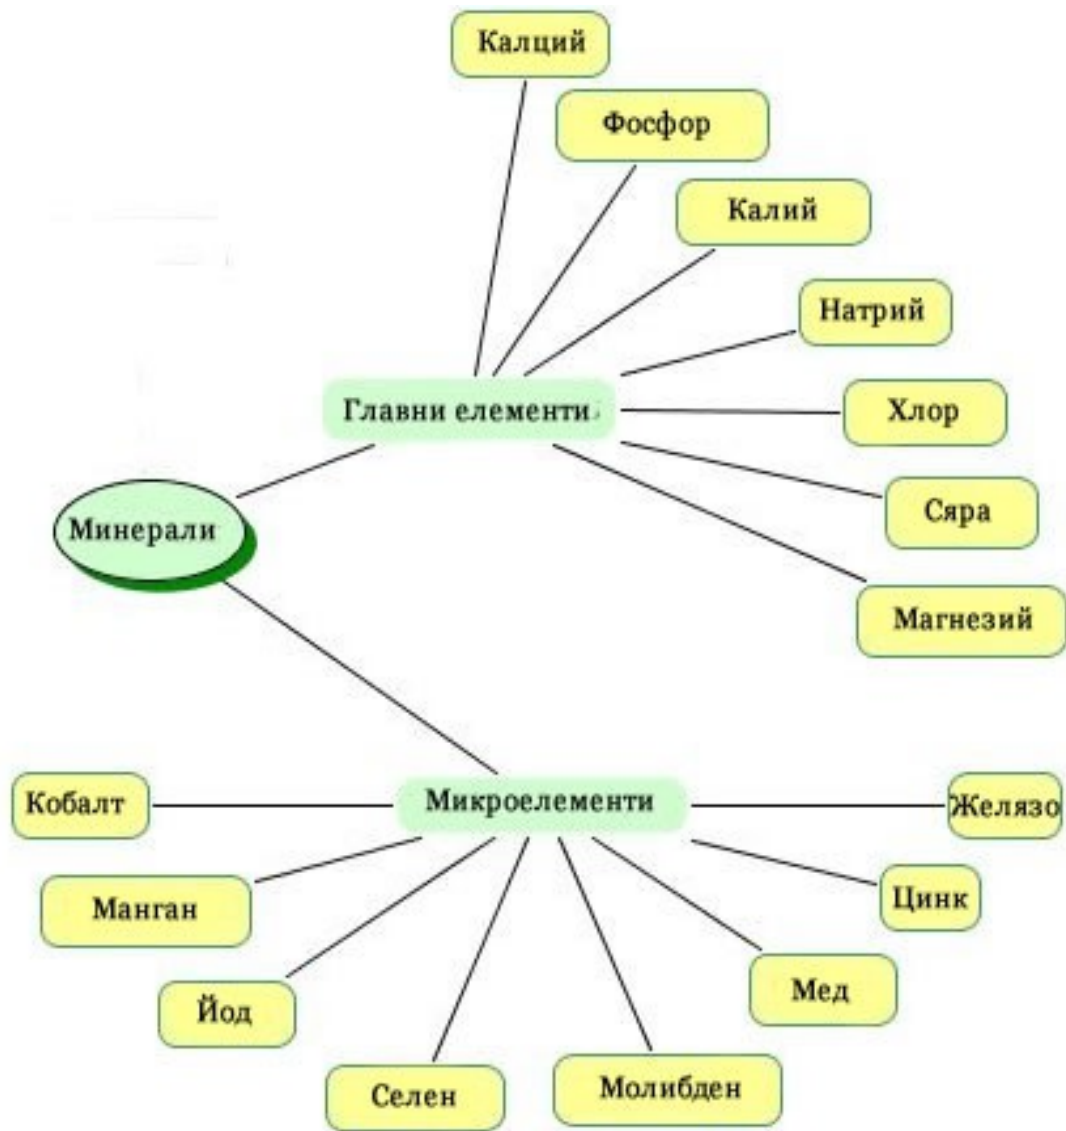 Калций
Фосфор
Калий
Натрий
Главни елементи
Хлор
Сяра
Минерали
Магнезий
Микроелементи
Кобалт
Желязо
Манган
Цинк
Йод
Мед
Селен
Молибден